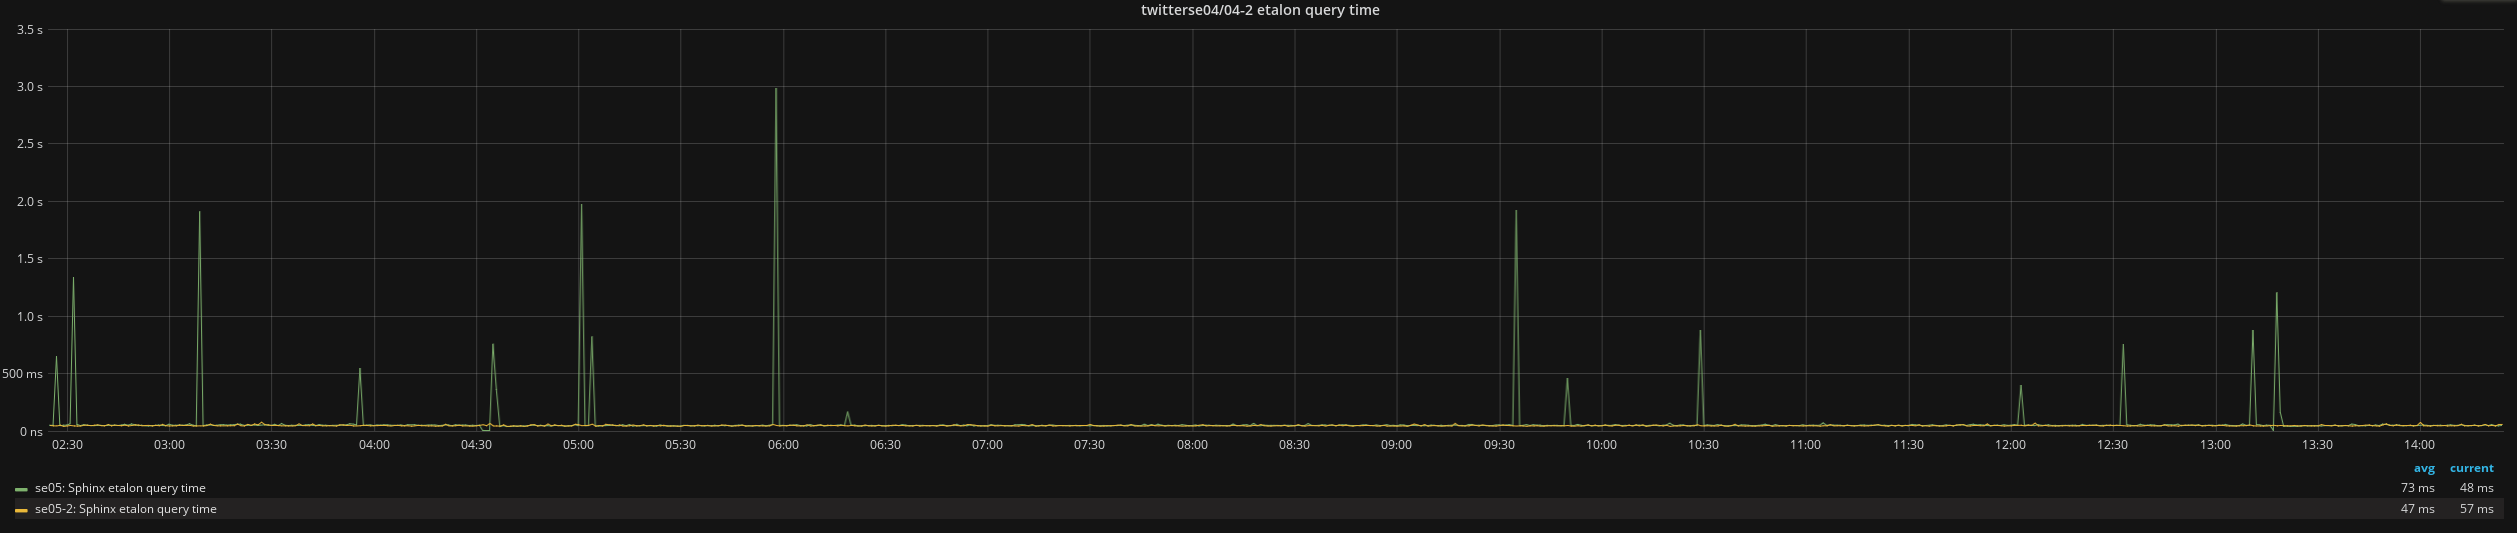 twitterse04/04-2 etalon query time
3.5 s
3.0 s
2.5 s
2.0 s
1.5 s
1.0 s
500 ms
0 ns
02:30 03:00 03:30 04:00 04:30 05:00 05:30 06:00 06:30 07:00 07:30 08:00 08:30 09:00 09:30 10:00 10:30 11:00 11:30 12:00 12:30 13:00 13:30 14:00
avg current
se05: Sphinx etalon query time 73 ms 48 ms
se05-2: Sphinx etalon query time 47 ms 57 ms